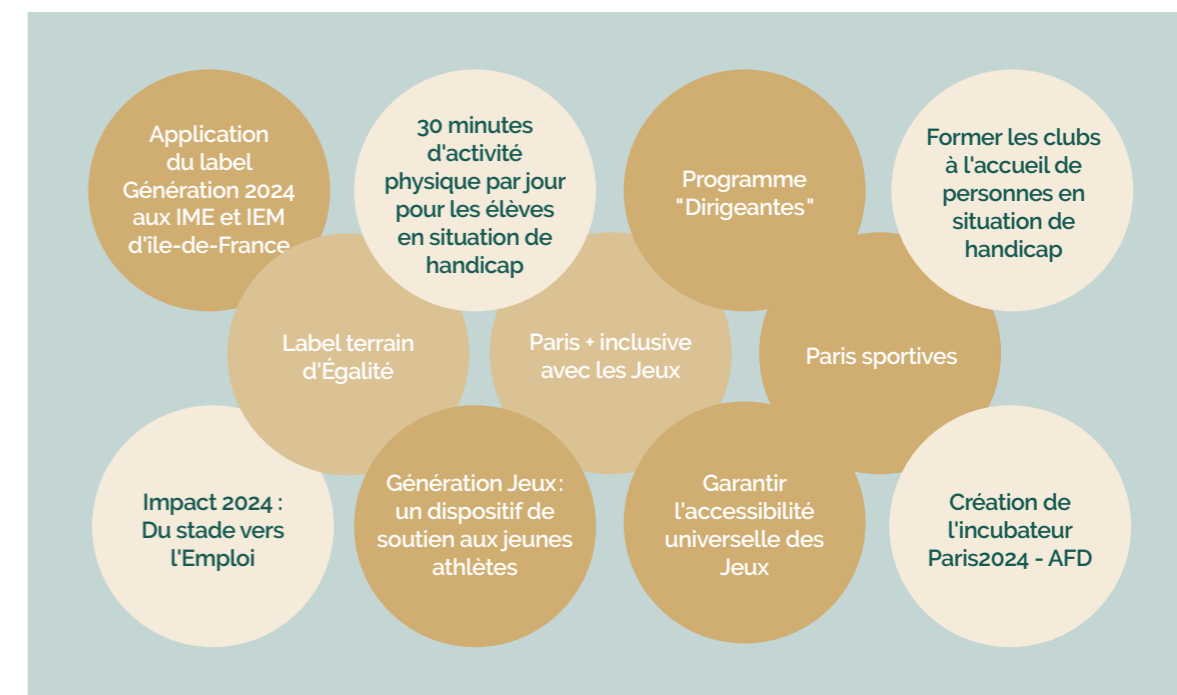 Application
du label
Génération 2024
aux IME et IEM
d'île-de-France
30 minutes
d'activité
physique par jour
pour les élèves
en situation de
handicap
Programme
"Dirigeantes"
Former les clubs
à l'accueil de
personnes en
situation de
handicap
Label terrain
d'Égalité
Paris + inclusive
avec les Jeux
Paris sportives
Impact 2024 :
Du stade vers
l'Emploi
Génération Jeux :
un dispositif de
soutien aux jeunes
athlètes
Garantir
l'accessibilité
universelle des
Jeux
Création de
l'incubateur
Paris2024 - AFD